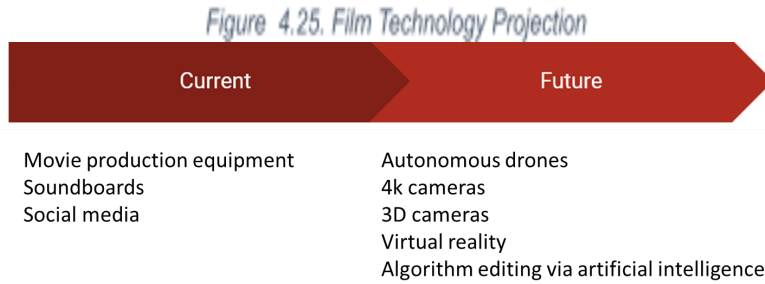 Figure 4.25. Film Technology Projection
Current
Future
Movie production equipment
Soundboards
Social media
Autonomous drones
4k cameras
3D cameras
Virtual reality
Algorithm editing via artificial intelligence